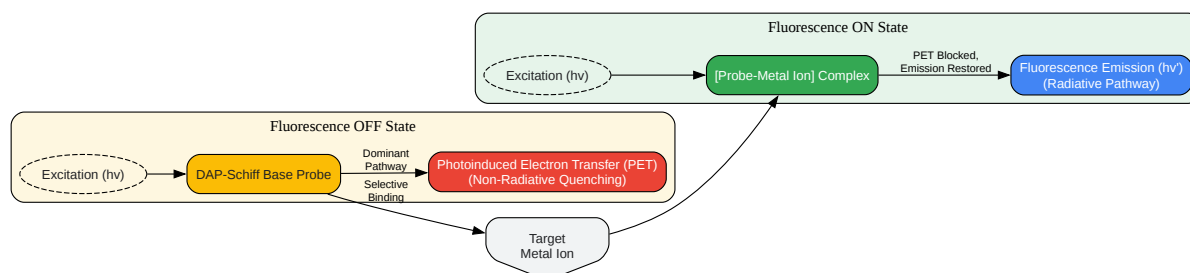 Fluorescence ON State
Excitation (hv)
[Probe-Metal Ion] Complex
PET Blocked,
Emission Restored
Fluorescence Emission (hv')
(Radiative Pathway)
Fluorescence OFF State
Excitation (hv)
DAP-Schiff Base Probe
Dominant
Pathway
Selective
Binding
Photoinduced Electron Transfer (PET)
(Non-Radiative Quenching)
Target
Metal Ion